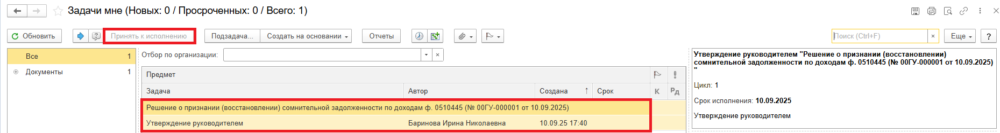 Задачи мне (Новых: 0 / Просроченных: 0 / Всего: 1)
Обновить
Принять к исполнению
Подзадача...
Создать на основании
Отчеты
Поиск (Ctrl+F)
×
Еще
?
Все 1
Документы 1
Отбор по организации:
Предмет
Задача Автор Создана ↑ Срок К Рд
Решение о признании (восстановлении) сомнительной задолженности по доходам ф. 0510445 (№ 00ГУ-000001 от 10.09.2025)
Утверждение руководителем Баринова Ирина Николаевна 10.09.25 17:40
Утверждение руководителем "Решение о признании (восстановлении)
сомнительной задолженности по доходам ф. 0510445 (№ 00ГУ-000001 от 10.09.2025)
"
Цикл: 1
Срок исполнения: 10.09.2025
Утверждение руководителем